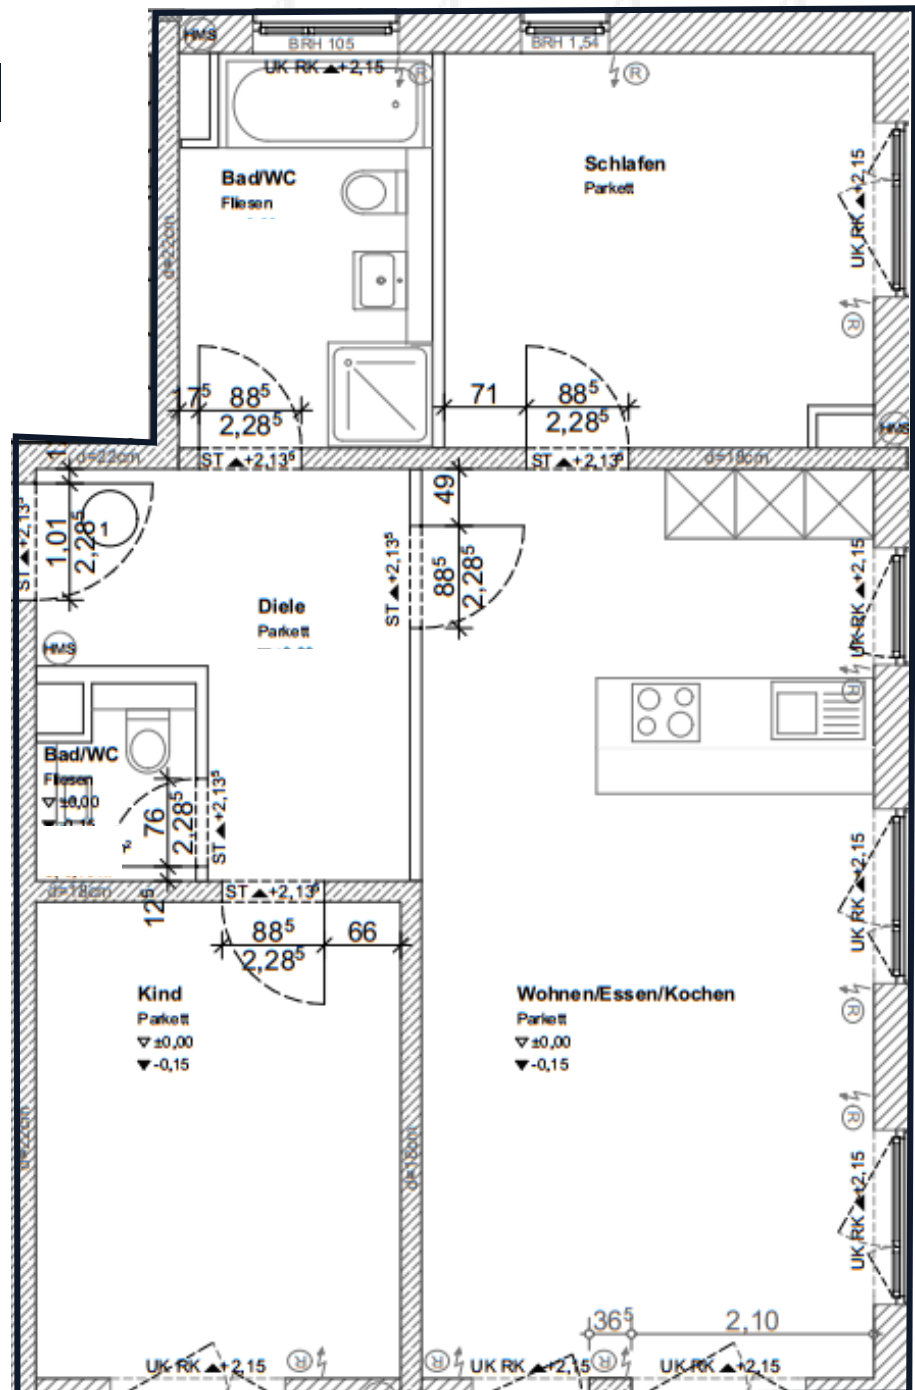 HMS
BRH 105
BRH 1,54
UK RK ▲+2,15
R
R
Schlafen
Parkett
UK RK ▲+2,15
Bad/WC
Fliesen
d=22cm
R
17⁵
88⁵
2,28⁵
71
88⁵
2,28⁵
HMS
d=22cm
ST ▲+2,13⁵
ST ▲+2,13⁵
d=18cm
ST ▲+2,13⁵
1,01
2,28⁵
1
49
88⁵
2,28⁵
ST ▲+2,13⁵
UK RK ▲+2,15
Diele
Parkett
HMS
R
Bad/WC
Fliesen
▽ ±0,00
▼ -0,15
76
2,28⁵
ST ▲+2,13⁵
UK RK ▲+2,15
d=18cm
12⁵
ST ▲+2,13⁵
88⁵
2,28⁵
66
Kind
Parkett
▽ ±0,00
▼ -0,15
Wohnen/Essen/Kochen
Parkett
▽ ±0,00
▼ -0,15
R
R
d=22cm
d=18cm
UK RK ▲+2,15
36⁵
2,10
UK RK ▲+2,15
R
R
UK RK ▲+2,15
R
UK RK ▲+2,15